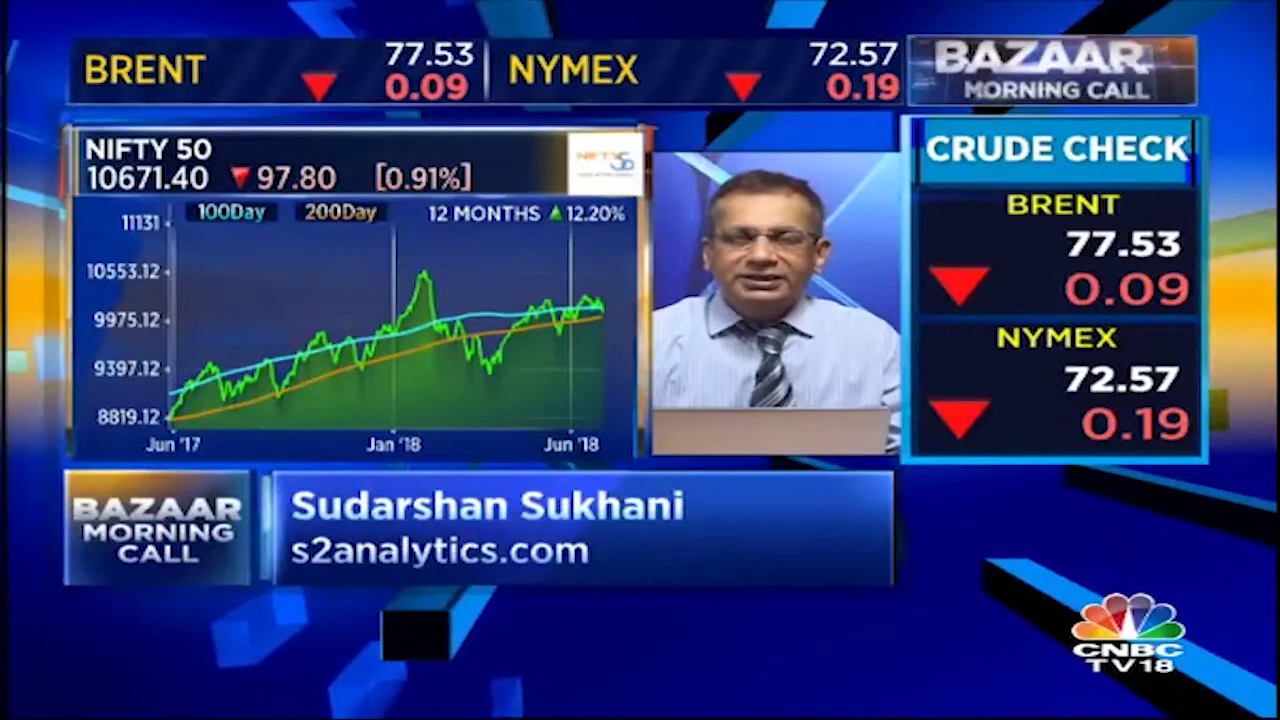 BRENT
77.53
0.09
NYMEX
72.57
0.19
BAZAAR
MORNING CALL
NIFTY 50
10671.40 97.80 [0.91%]
100Day 200Day 12 MONTHS 12.20%
11131
10553.12
9975.12
9397.12
8819.12
Jun '17 Jan '18 Jun '18
CRUDE CHECK
BRENT
77.53
0.09
NYMEX
72.57
0.19
BAZAAR
MORNING
CALL
Sudarshan Sukhani
s2analytics.com
CNBC
TV18